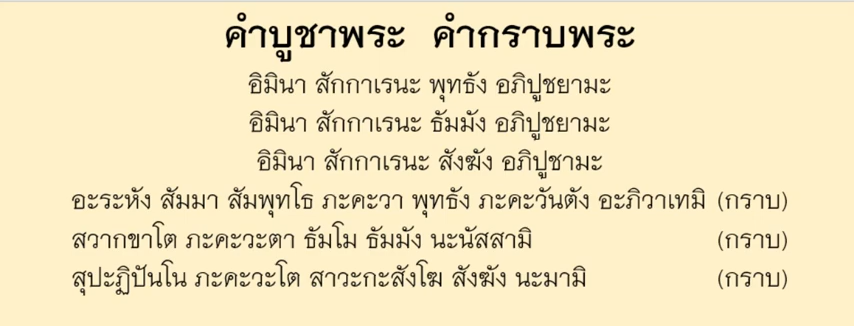 คำบูชาพระ คำกราบพระ
อิมินา สักกาเรนะ พุทธัง อภิปูชยามะ
อิมินา สักกาเรนะ ธัมมัง อภิปูชยามะ
อิมินา สักกาเรนะ สังฆัง อภิปูชามะ
อะระหัง สัมมา สัมพุทโธ ภะคะวา พุทธัง ภะคะวันตัง อะภิวาเทมิ (กราบ)
สวากขาโต ภะคะวะตา ธัมโม ธัมมัง นะนัสสามิ (กราบ)
สุปะฏิปันโน ภะคะวะโต สาวะกะสังโฆ สังฆัง นะมามิ (กราบ)